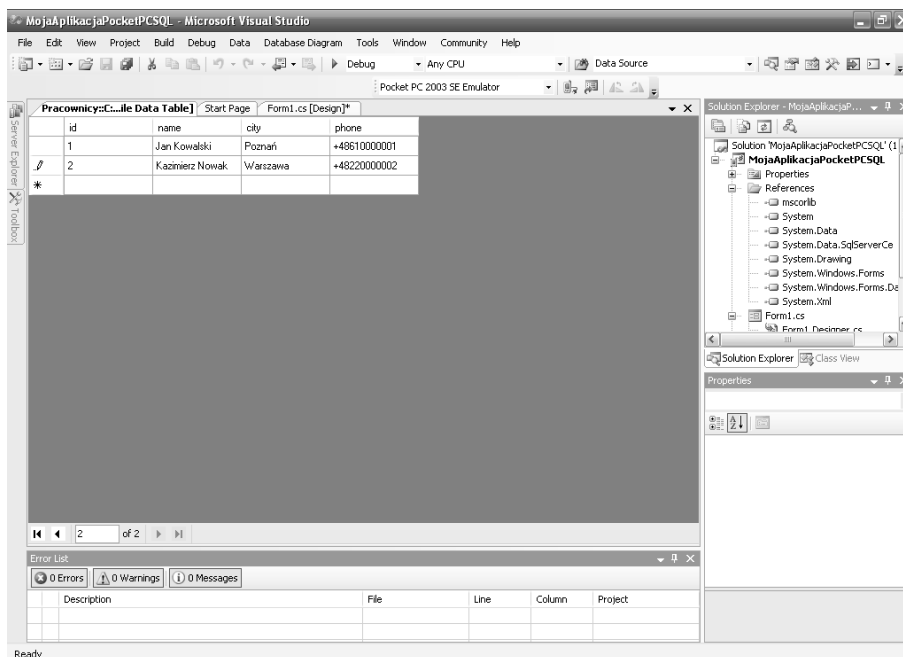 MojaAplikacjaPocketPCSQL - Microsoft Visual Studio
File Edit View Project Build Debug Data Database Diagram Tools Window Community Help
Debug Any CPU Data Source
Pocket PC 2003 SE Emulator
Server Explorer
Toolbox
Pracownicy::C:...ile Data Table] Start Page Form1.cs [Design]*
id name city phone
1 Jan Kowalski Poznań +48610000001
2 Kazimierz Nowak Warszawa +48220000002
2 of 2
Solution Explorer - MojaAplikacjaP...
Solution 'MojaAplikacjaPocketPCSQL' (1
MojaAplikacjaPocketPCSQL
Properties
References
mscorlib
System
System.Data
System.Data.SqlServerCe
System.Drawing
System.Windows.Forms
System.Windows.Forms.Da
System.Xml
Form1.cs
Form1.Designer.cs
Solution Explorer Class View
Properties
Error List
0 Errors 0 Warnings 0 Messages
Description File Line Column Project
Ready